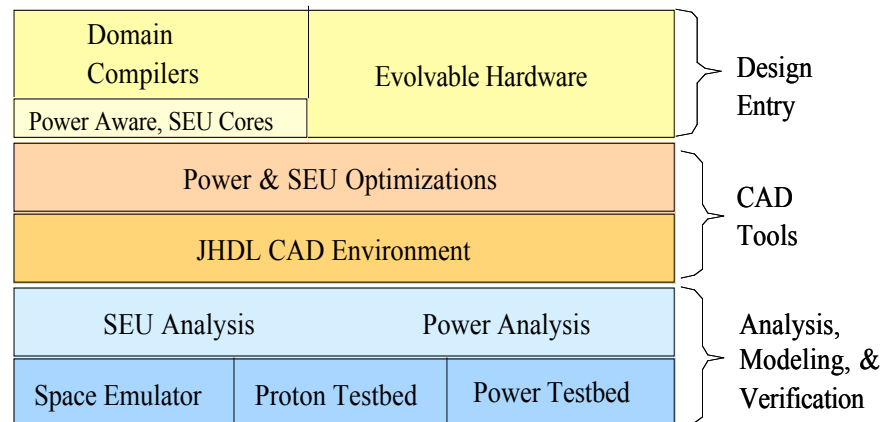 Domain
Compilers
Evolvable Hardware
Power Aware, SEU Cores
Design
Entry
Power & SEU Optimizations
JHDL CAD Environment
CAD
Tools
SEU Analysis
Power Analysis
Space Emulator
Proton Testbed
Power Testbed
Analysis,
Modeling, &
Verification